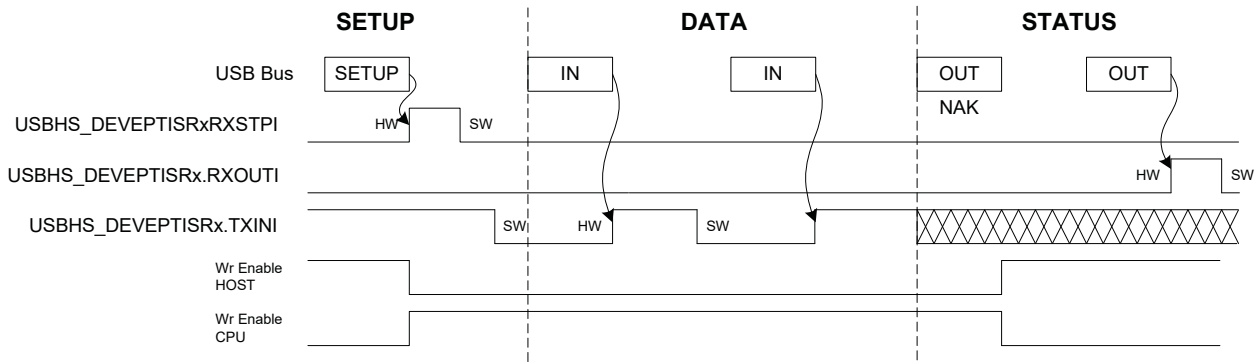 SETUP DATA STATUS
USB Bus SETUP IN IN OUT OUT
NAK
USBHS_DEVEPTISRxRXSTPI HW SW
USBHS_DEVEPTISRx.RXOUTI HW SW
USBHS_DEVEPTISRx.TXINI SW HW SW
Wr Enable
HOST
Wr Enable
CPU